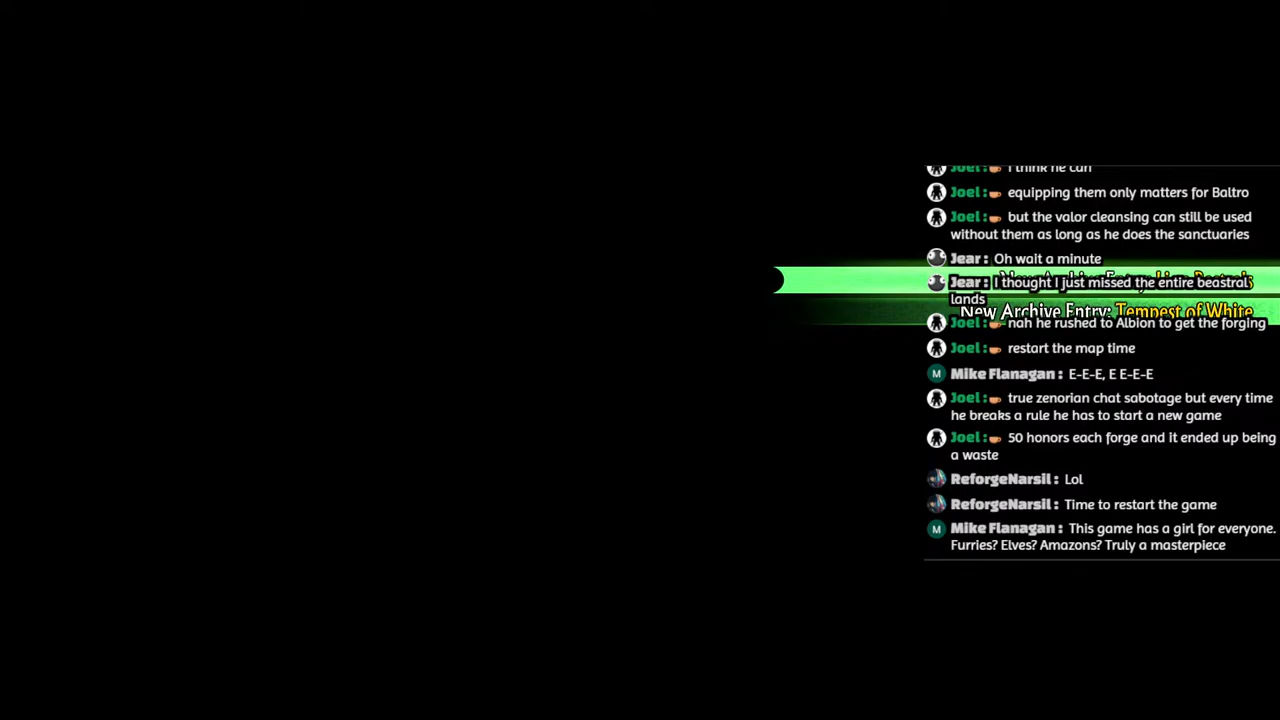 Joel : I think he can
Joel : equipping them only matters for Baltro
Joel : but the valor cleansing can still be used
without them as long as he does the sanctuaries
Jear : Oh wait a minute
Jear : I thought I just missed the entire beastral
lands
New Archive Entry: Tempest of White
Joel : nah he rushed to Albion to get the forging
Joel : restart the map time
M Mike Flanagan : E-E-E, E E-E-E
Joel : true zenorian chat sabotage but every time
he breaks a rule he has to start a new game
Joel : 50 honors each forge and it ended up being
a waste
ReforgeNarsil : Lol
ReforgeNarsil : Time to restart the game
M Mike Flanagan : This game has a girl for everyone.
Furries? Elves? Amazons? Truly a masterpiece